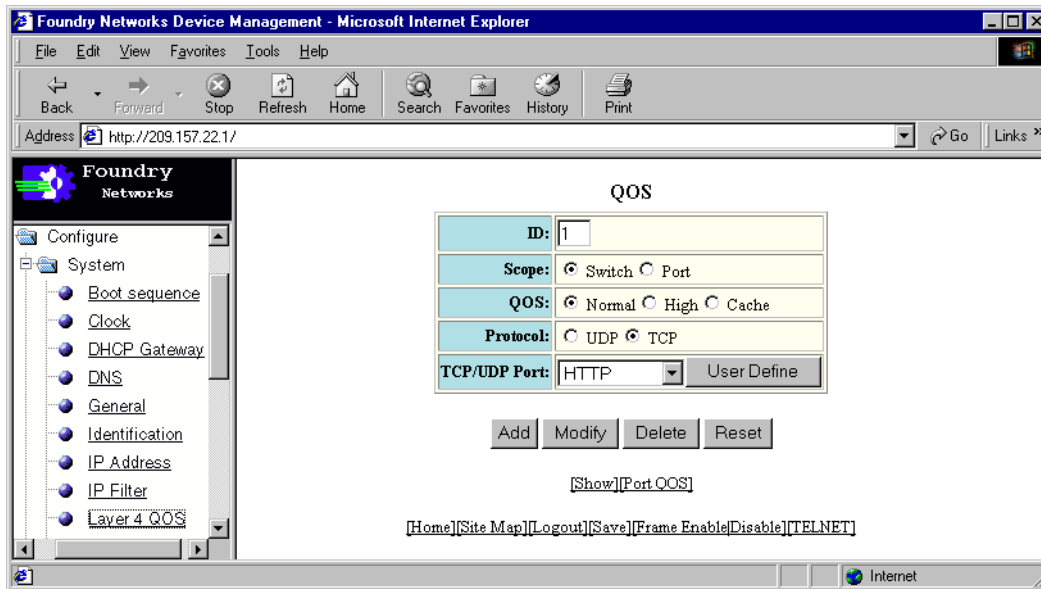 Foundry Networks Device Management - Microsoft Internet Explorer
File Edit View Favorites Tools Help
Back Forward Stop Refresh Home Search Favorites History Print
Address http://209.157.22.1/ Go Links »
Foundry
Networks
Configure
System
Boot sequence
Clock
DHCP Gateway
DNS
General
Identification
IP Address
IP Filter
Layer 4 QOS
QOS
ID: 1
Scope: Switch Port
QOS: Normal High Cache
Protocol: UDP TCP
TCP/UDP Port: HTTP User Define
Add Modify Delete Reset
[Show][Port QOS]
[Home][Site Map][Logout][Save][Frame Enable|Disable][TELNET]
Internet